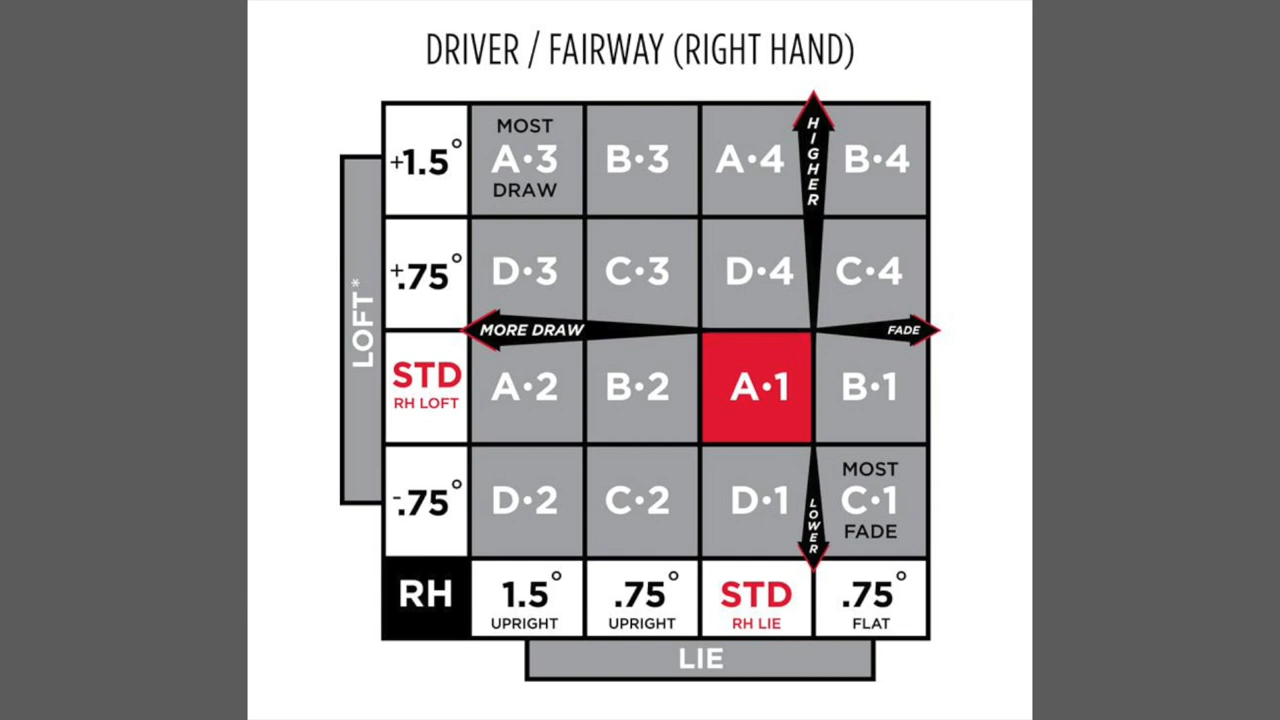 DRIVER / FAIRWAY (RIGHT HAND)
LOFT*
+1.5°
MOST
A•3
DRAW
B•3
A•4
HIGHER
B•4
+.75°
D•3
C•3
D•4
C•4
MORE DRAW
FADE
STD
RH LOFT
A•2
B•2
A•1
B•1
-.75°
D•2
C•2
D•1
LOWER
MOST
C•1
FADE
RH
1.5°
UPRIGHT
.75°
UPRIGHT
STD
RH LIE
.75°
FLAT
LIE